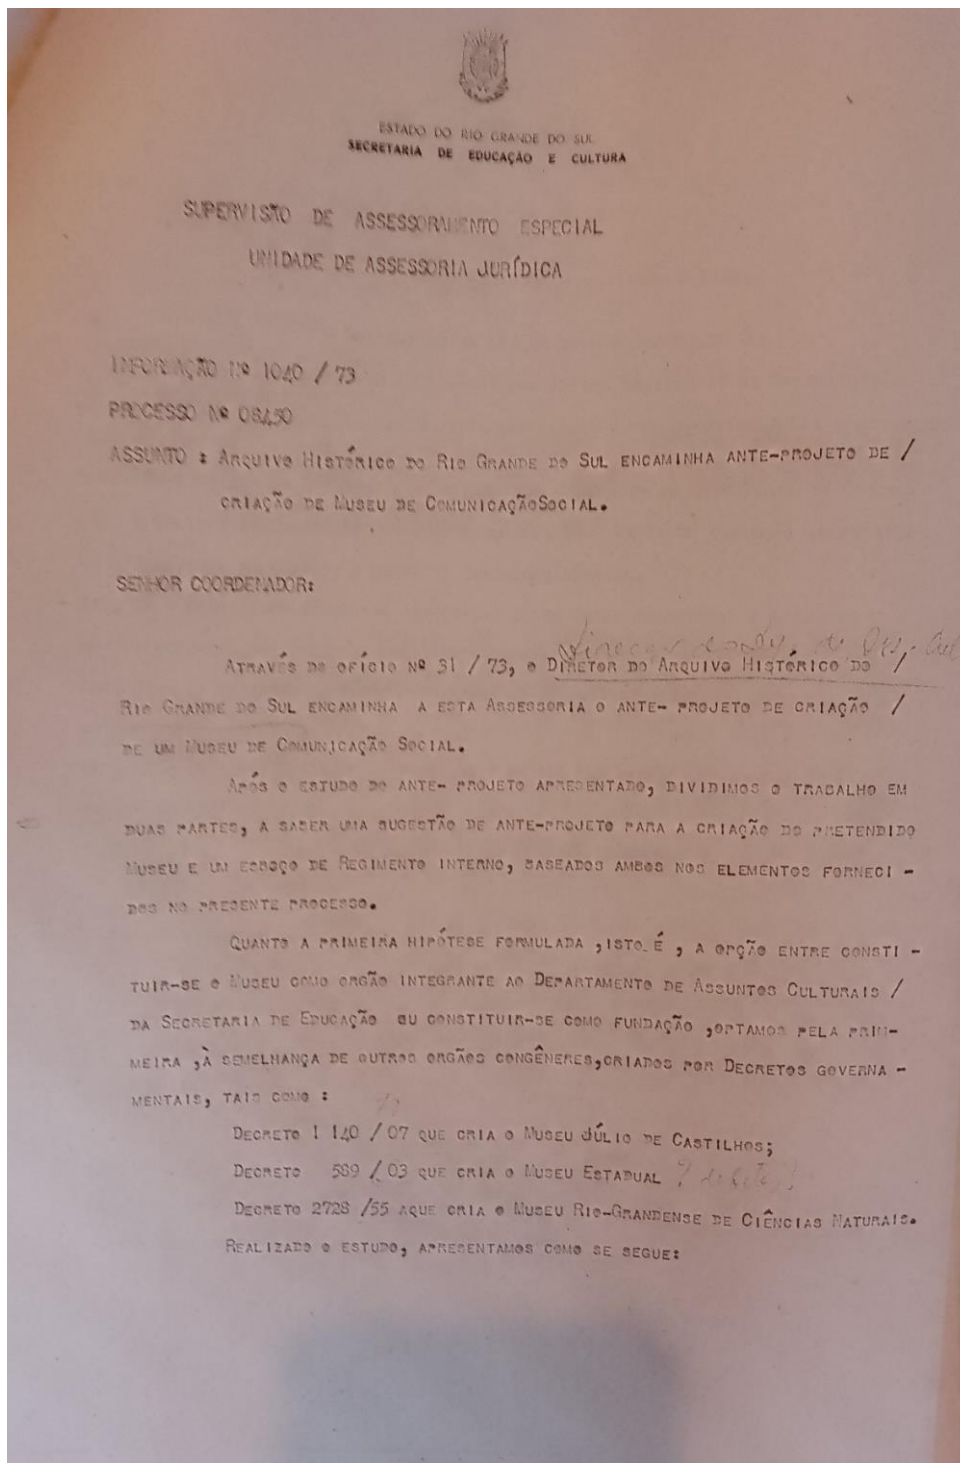 ESTADO DO RIO GRANDE DO SUL
SECRETARIA DE EDUCAÇÃO E CULTURA
SUPERVISÃO DE ASSESSORAMENTO ESPECIAL
UNIDADE DE ASSESSORIA JURÍDICA
INFORMAÇÃO Nº 1040 / 73
PROCESSO Nº 08450
ASSUNTO : ARQUIVO HISTÓRICO DO RIO GRANDE DO SUL ENCAMINHA ANTE-PROJETO DE /
CRIAÇÃO DE MUSEU DE COMUNICAÇÃOSOCIAL.
SENHOR COORDENADOR:
ATRAVÉS DO OFÍCIO Nº 31 / 73, O DIRETOR DO ARQUIVO HISTÓRICO DO /
RIO GRANDE DO SUL ENCAMINHA A ESTA ASSESSORIA O ANTE- PROJETO DE CRIAÇÃO /
DE UM MUSEU DE COMUNICAÇÃO SOCIAL.
APÓS O ESTUDO DO ANTE- PROJETO APRESENTADO, DIVIDIMOS O TRABALHO EM
DUAS PARTES, A SABER UMA SUGESTÃO DE ANTE-PROJETO PARA A CRIAÇÃO DO PRETENDIDO
MUSEU E UM ESBOÇO DE REGIMENTO INTERNO, BASEADOS AMBOS NOS ELEMENTOS FORNECI -
DOS NO PRESENTE PROCESSO.
QUANTO A PRIMEIRA HIPÓTESE FORMULADA ,ISTO É , A OPÇÃO ENTRE CONSTI -
TUIR-SE O MUSEU COMO ORGÃO INTEGRANTE AO DEPARTAMENTO DE ASSUNTOS CULTURAIS /
DA SECRETARIA DE EDUCAÇÃO OU CONSTITUIR-SE COMO FUNDAÇÃO ,OPTAMOS PELA PRIM-
MEIRA ,À SEMELHANÇA DE OUTROS ORGÃOS CONGÊNERES,CRIADOS POR DECRETOS GOVERNA -
MENTAIS, TAIS COMO :
DECRETO 1 140 / 07 QUE CRIA O MUSEU JÚLIO DE CASTILHOS;
DECRETO 589 / 03 QUE CRIA O MUSEU ESTADUAL
DECRETO 2728 /55 AQUE CRIA O MUSEU RIO-GRANDENSE DE CIÊNCIAS NATURAIS.
REALIZADO O ESTUDO, APRESENTAMOS COMO SE SEGUE: